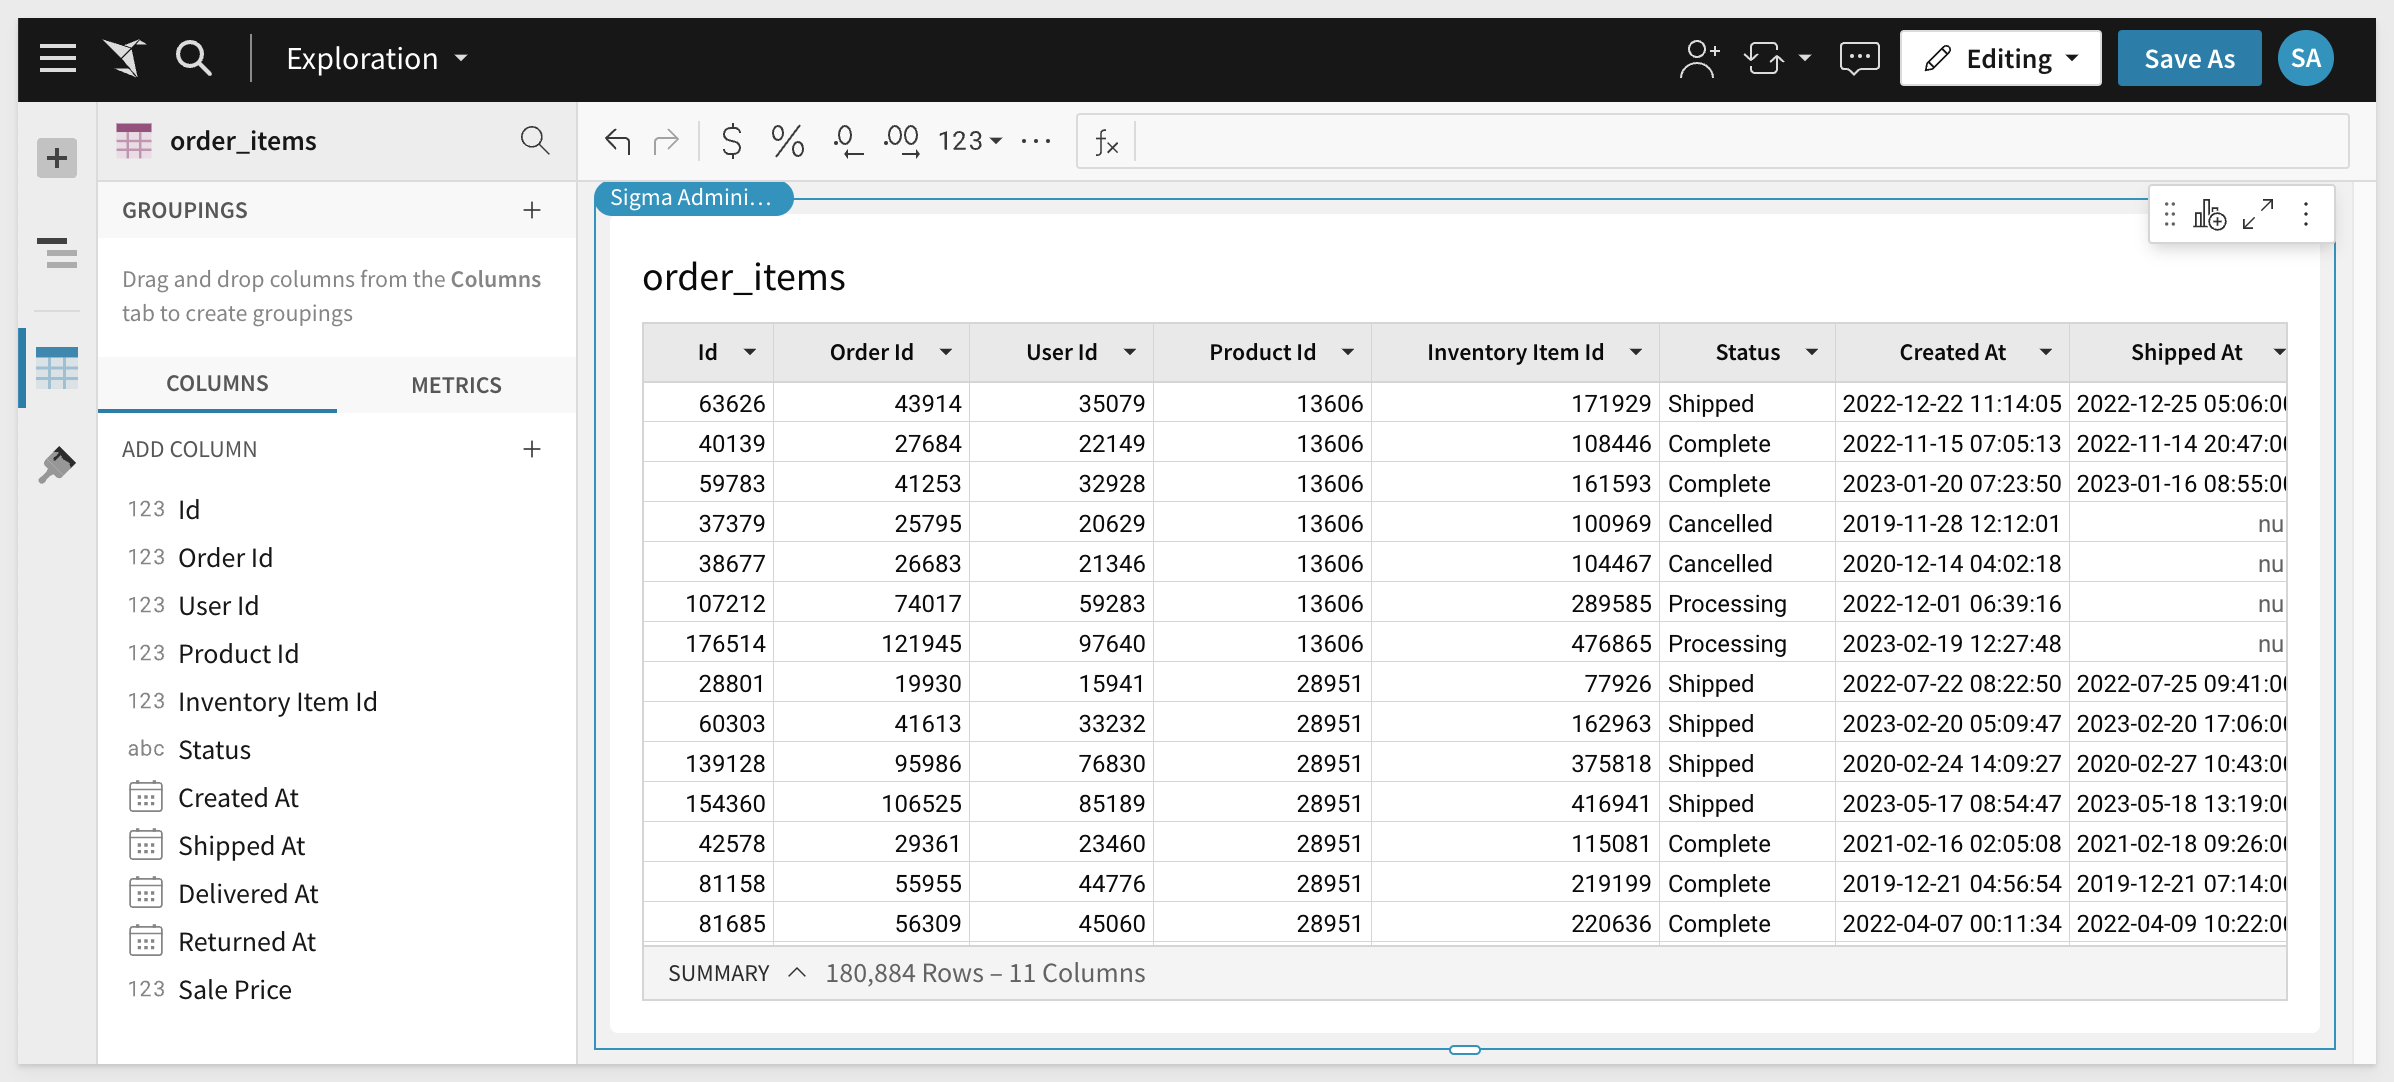 Exploration
Editing
Save As
SA
order_items
$ % .0 .00 123 ...
fx
GROUPINGS
Drag and drop columns from the Columns
tab to create groupings
COLUMNS METRICS
ADD COLUMN
123 Id
123 Order Id
123 User Id
123 Product Id
123 Inventory Item Id
abc Status
Created At
Shipped At
Delivered At
Returned At
123 Sale Price
Sigma Admini...
order_items
Id Order Id User Id Product Id Inventory Item Id Status Created At Shipped At
63626 43914 35079 13606 171929 Shipped 2022-12-22 11:14:05 2022-12-25 05:06:0
40139 27684 22149 13606 108446 Complete 2022-11-15 07:05:13 2022-11-14 20:47:0
59783 41253 32928 13606 161593 Complete 2023-01-20 07:23:50 2023-01-16 08:55:0
37379 25795 20629 13606 100969 Cancelled 2019-11-28 12:12:01 nu
38677 26683 21346 13606 104467 Cancelled 2020-12-14 04:02:18 nu
107212 74017 59283 13606 289585 Processing 2022-12-01 06:39:16 nu
176514 121945 97640 13606 476865 Processing 2023-02-19 12:27:48 nu
28801 19930 15941 28951 77926 Shipped 2022-07-22 08:22:50 2022-07-25 09:41:0
60303 41613 33232 28951 162963 Shipped 2023-02-20 05:09:47 2023-02-20 17:06:0
139128 95986 76830 28951 375818 Shipped 2020-02-24 14:09:27 2020-02-27 10:43:0
154360 106525 85189 28951 416941 Shipped 2023-05-17 08:54:47 2023-05-18 13:19:0
42578 29361 23460 28951 115081 Complete 2021-02-16 02:05:08 2021-02-18 09:26:0
81158 55955 44776 28951 219199 Complete 2019-12-21 04:56:54 2019-12-21 07:14:0
81685 56309 45060 28951 220636 Complete 2022-04-07 00:11:34 2022-04-09 10:22:0
SUMMARY 180,884 Rows – 11 Columns